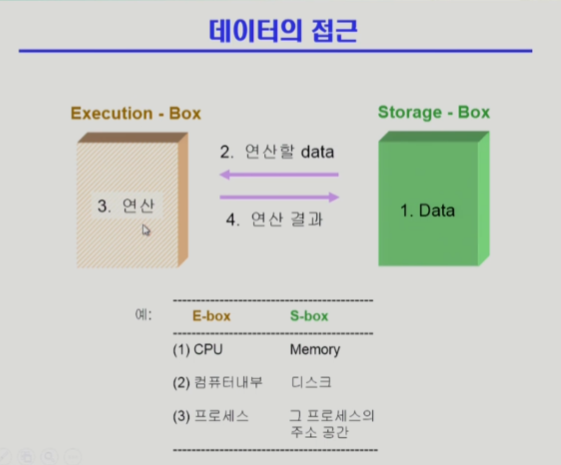 데이터의 접근
Execution - Box
Storage - Box
2. 연산할 data
3. 연산
1. Data
4. 연산 결과
예:
E-box S-box
(1) CPU Memory
(2) 컴퓨터내부 디스크
(3) 프로세스 그 프로세스의
주소 공간